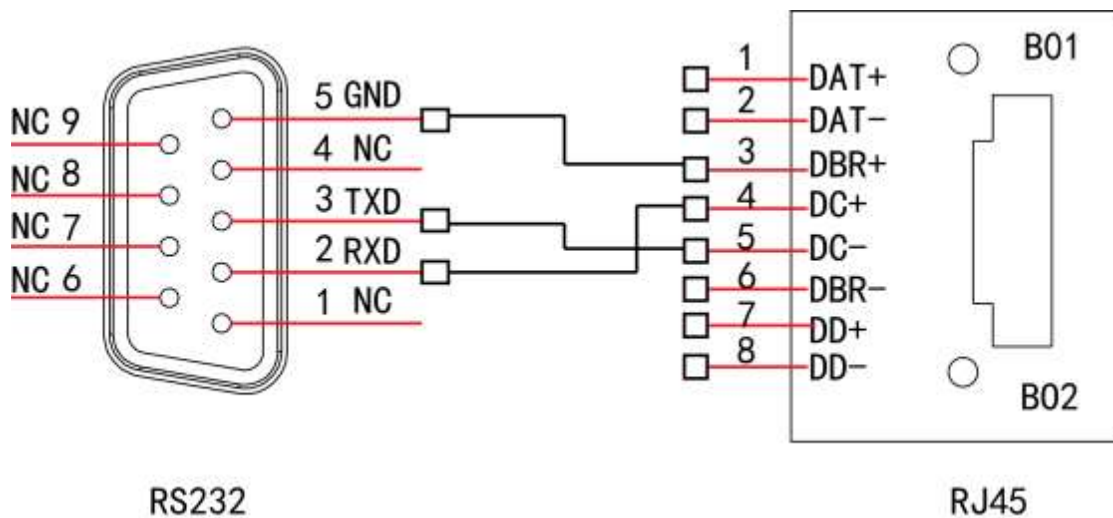 NC 9
NC 8
NC 7
NC 6
5 GND
4 NC
3 TXD
2 RXD
1 NC
1 DAT+
2 DAT-
3 DBR+
4 DC+
5 DC-
6 DBR-
7 DD+
8 DD-
B01
B02
RS232
RJ45